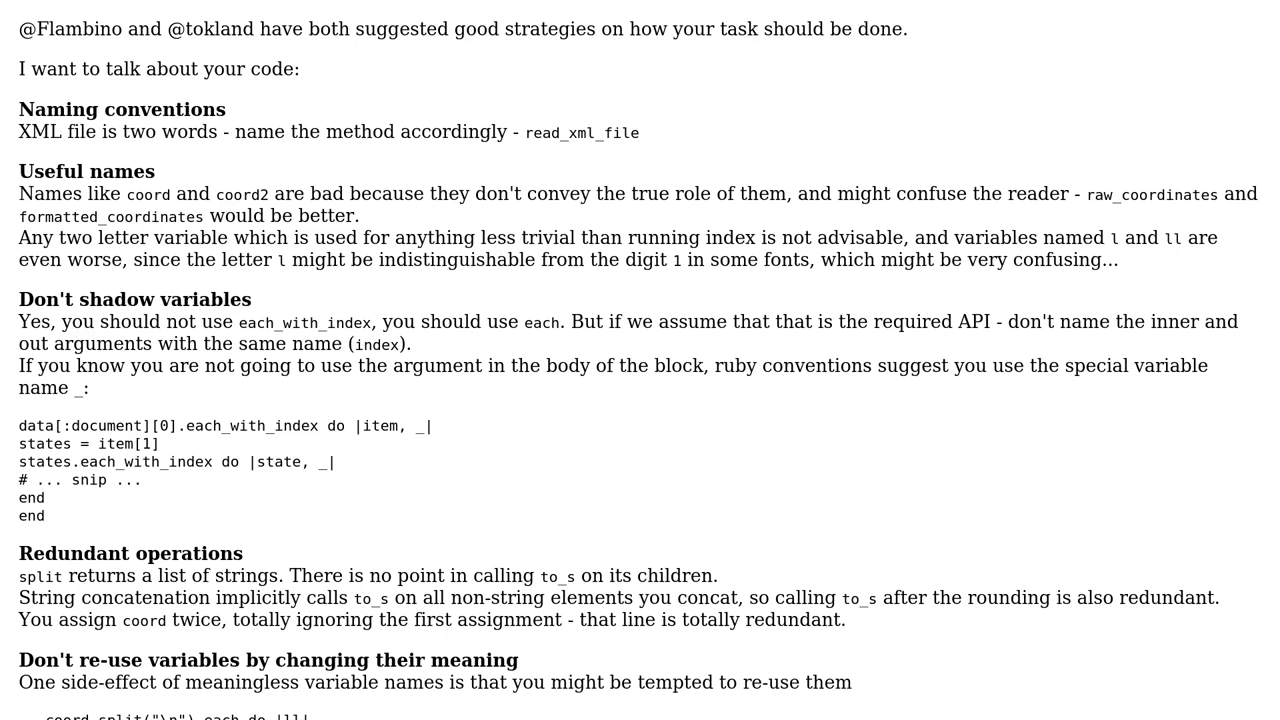 @Flambino and @tokland have both suggested good strategies on how your task should be done.
I want to talk about your code:
Naming conventions
XML file is two words - name the method accordingly - read_xml_file
Useful names
Names like coord and coord2 are bad because they don't convey the true role of them, and might confuse the reader - raw_coordinates and
formatted_coordinates would be better.
Any two letter variable which is used for anything less trivial than running index is not advisable, and variables named l and ll are
even worse, since the letter l might be indistinguishable from the digit 1 in some fonts, which might be very confusing...
Don't shadow variables
Yes, you should not use each_with_index, you should use each. But if we assume that that is the required API - don't name the inner and
out arguments with the same name (index).
If you know you are not going to use the argument in the body of the block, ruby conventions suggest you use the special variable
name _:
data[:document][0].each_with_index do |item, _|
states = item[1]
states.each_with_index do |state, _|
# ... snip ...
end
end
Redundant operations
split returns a list of strings. There is no point in calling to_s on its children.
String concatenation implicitly calls to_s on all non-string elements you concat, so calling to_s after the rounding is also redundant.
You assign coord twice, totally ignoring the first assignment - that line is totally redundant.
Don't re-use variables by changing their meaning
One side-effect of meaningless variable names is that you might be tempted to re-use them
coord.split("\n").each do |ll|